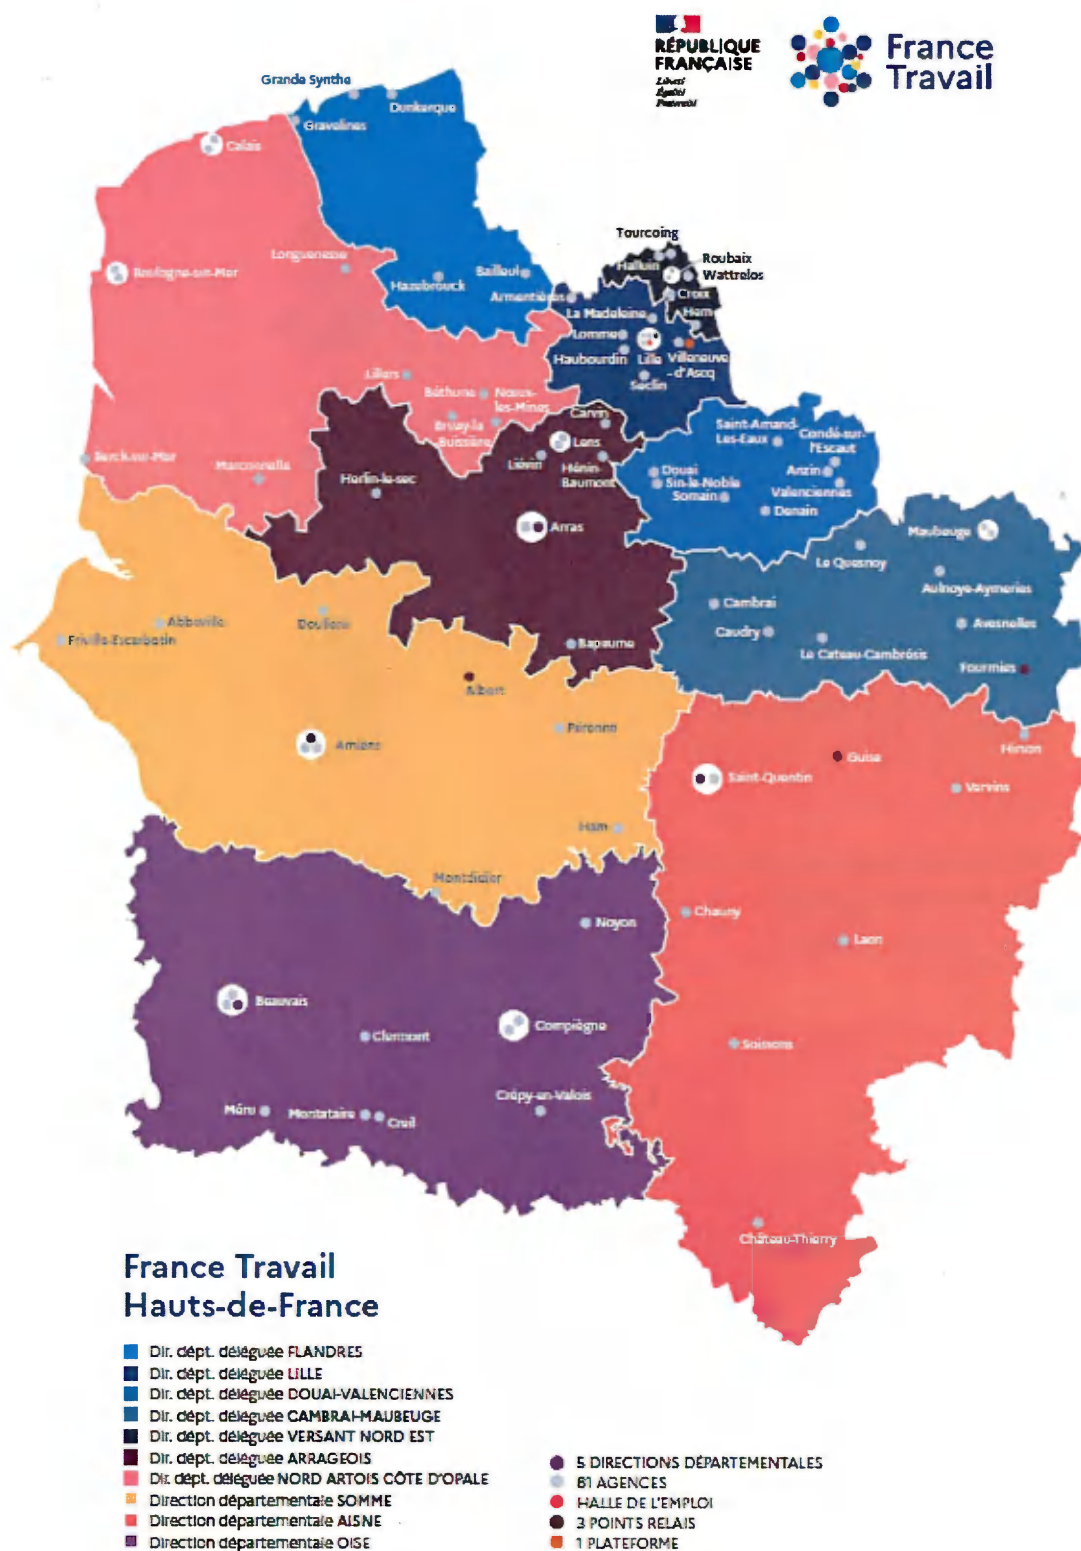 RÉPUBLIQUE
FRANÇAISE
Liberté
Égalité
Fraternité
France
Travail
Grande Synthe
Dunkerque
Gravelines
Calais
Tourcoing
Halluin
Roubaix
Wattrelos
Longuenesse
Bailleul
Boulogne-sur-Mer
Hazebrouck
Armentières
Croix
La Madeleine
Hem
Lomme
Haubourdin
Lille
Villeneuve
-d'Ascq
Seclin
Lillers
Béthune
Nœux-
les-Mines
Bruay-la
Buissière
Carvin
Saint-Amand-
Les-Eaux
Condé-sur-
l'Escaut
Lens
Berck-sur-Mer
Marconnelle
Liévin
Hénin-
Baumont
Douai
Anzin
Herlin-le-sec
Sin-le-Noble
Valenciennes
Somain
Denain
Arras
Maubeuge
Le Quesnoy
Aulnoye-Aymeries
Cambrai
Abbeville
Doullens
Avesnelles
Friville-Escarbotin
Caudry
Bapaume
Le Cateau-Cambrésis
Fourmies
Albert
Péronne
Amiens
Hirson
Guise
Saint-Quentin
Vervins
Ham
Montdidier
Chauny
Noyon
Laon
Beauvais
Compiègne
Clermont
Soissons
Crépy-en-Valois
Méru
Montataire
Creil
Château-Thierry
France Travail
Hauts-de-France
Dir. dépt. déléguée FLANDRES
Dir. dépt. déléguée LILLE
Dir. dépt. déléguée DOUAI-VALENCIENNES
Dir. dépt. déléguée CAMBRAI-MAUBEUGE
Dir. dépt. déléguée VERSANT NORD EST
Dir. dépt. déléguée ARRAGEOIS
Dir. dépt. déléguée NORD ARTOIS CÔTE D'OPALE
Direction départementale SOMME
Direction départementale AISNE
Direction départementale OISE
5 DIRECTIONS DÉPARTEMENTALES
81 AGENCES
HALLE DE L'EMPLOI
3 POINTS RELAIS
1 PLATEFORME